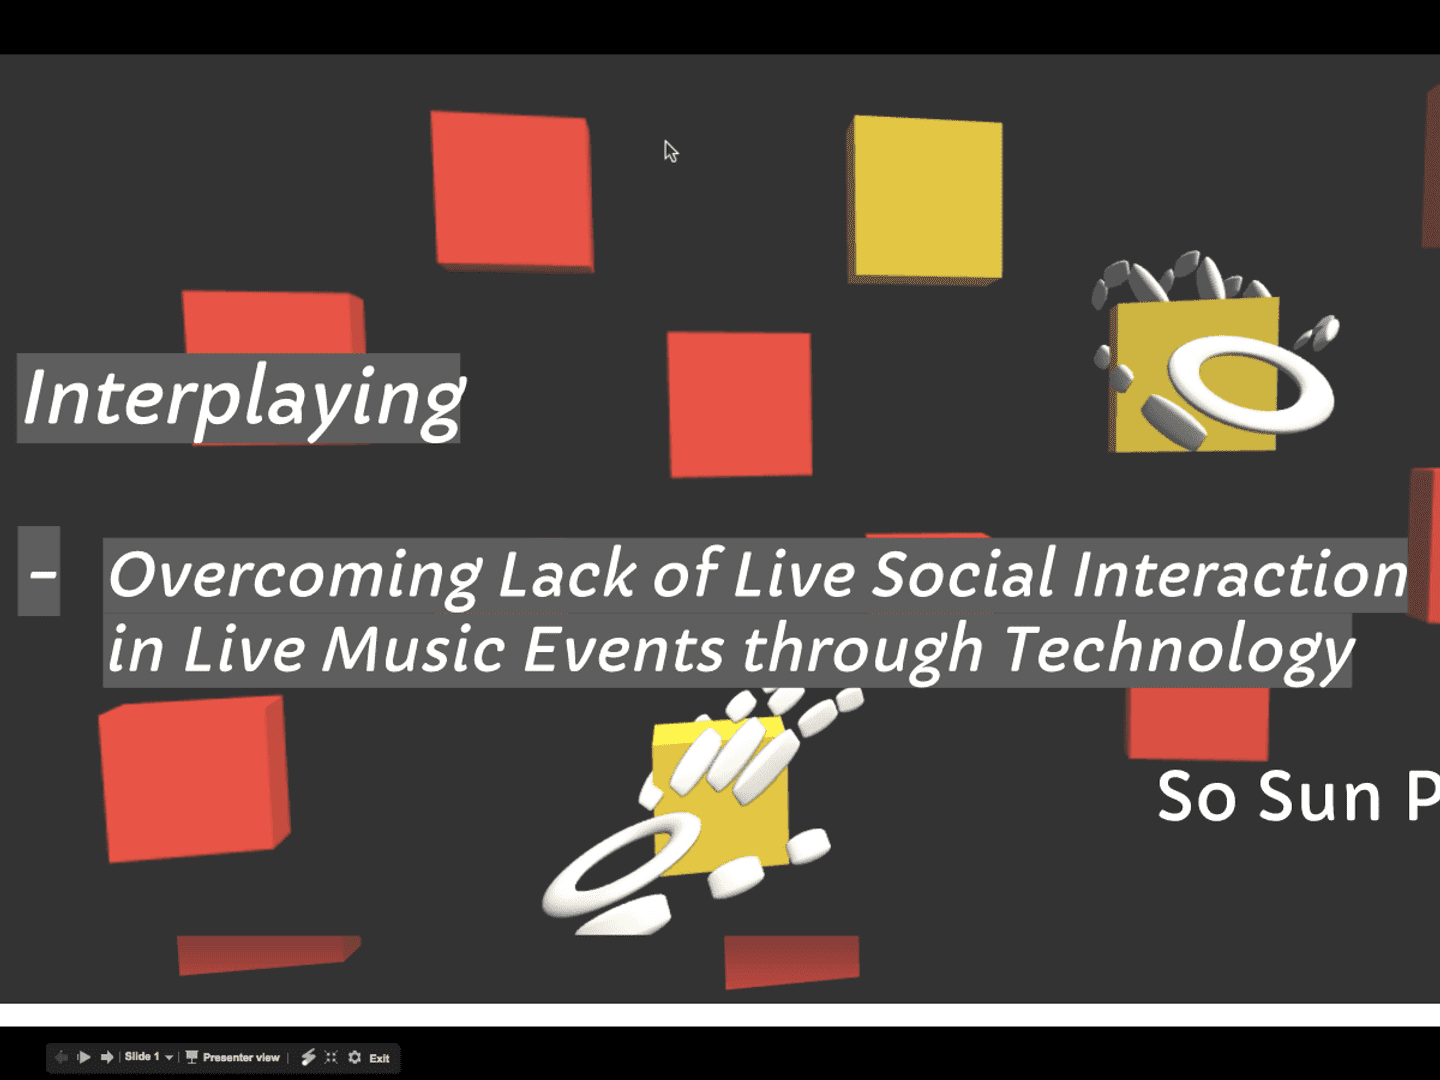 Interplaying
- Overcoming Lack of Live Social Interaction
in Live Music Events through Technology
So Sun P
Slide 1
Presenter view
Exit